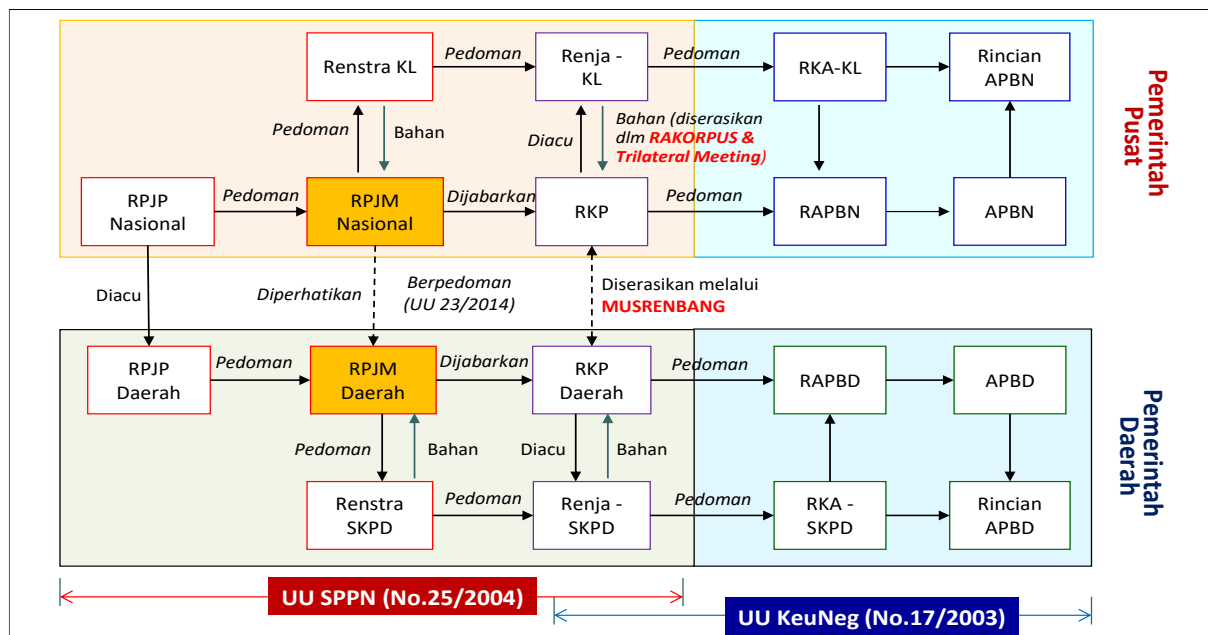 Renstra KL
Pedoman
Renja -
KL
Pedoman
RKA-KL
Rincian
APBN
Pedoman
Bahan
Diacu
Bahan (diserasikan
dlm RAKORPUS &
Trilateral Meeting)
RPJP
Nasional
Pedoman
RPJM
Nasional
Dijabarkan
RKP
Pedoman
RAPBN
APBN
Pemerintah
Pusat
Diacu
Diperhatikan
Berpedoman
(UU 23/2014)
Diserasikan melalui
MUSRENBANG
RPJP
Daerah
Pedoman
RPJM
Daerah
Dijabarkan
RKP
Daerah
Pedoman
RAPBD
APBD
Pedoman
Bahan
Diacu
Bahan
Renstra
SKPD
Pedoman
Renja -
SKPD
Pedoman
RKA -
SKPD
Rincian
APBD
Pemerintah
Daerah
UU SPPN (No.25/2004)
UU KeuNeg (No.17/2003)